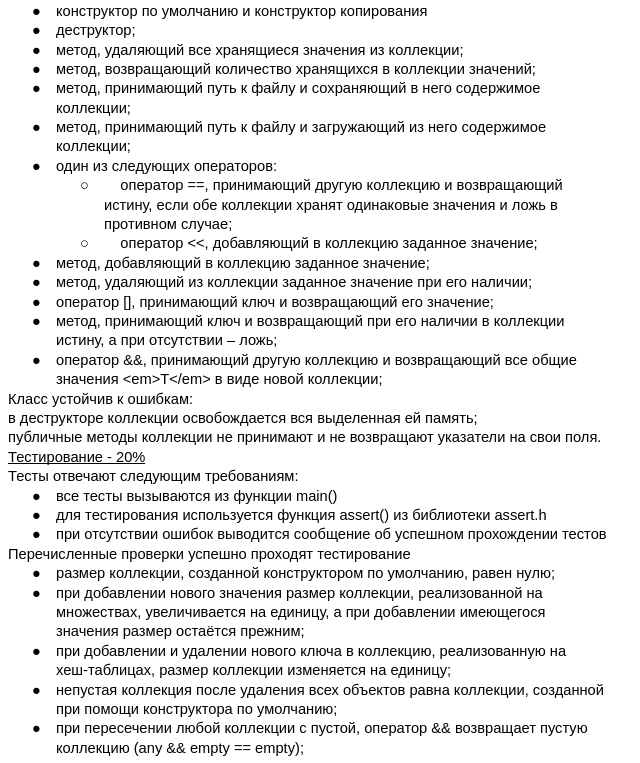 ● конструктор по умолчанию и конструктор копирования
● деструктор;
● метод, удаляющий все хранящиеся значения из коллекции;
● метод, возвращающий количество хранящихся в коллекции значений;
● метод, принимающий путь к файлу и сохраняющий в него содержимое
коллекции;
● метод, принимающий путь к файлу и загружающий из него содержимое
коллекции;
● один из следующих операторов:
○ оператор ==, принимающий другую коллекцию и возвращающий
истину, если обе коллекции хранят одинаковые значения и ложь в
противном случае;
○ оператор <<, добавляющий в коллекцию заданное значение;
● метод, добавляющий в коллекцию заданное значение;
● метод, удаляющий из коллекции заданное значение при его наличии;
● оператор [], принимающий ключ и возвращающий его значение;
● метод, принимающий ключ и возвращающий при его наличии в коллекции
истину, а при отсутствии – ложь;
● оператор &&, принимающий другую коллекцию и возвращающий все общие
значения <em>T</em> в виде новой коллекции;
Класс устойчив к ошибкам:
в деструкторе коллекции освобождается вся выделенная ей память;
публичные методы коллекции не принимают и не возвращают указатели на свои поля.
Тестирование - 20%
Тесты отвечают следующим требованиям:
● все тесты вызываются из функции main()
● для тестирования используется функция assert() из библиотеки assert.h
● при отсутствии ошибок выводится сообщение об успешном прохождении тестов
Перечисленные проверки успешно проходят тестирование
● размер коллекции, созданной конструктором по умолчанию, равен нулю;
● при добавлении нового значения размер коллекции, реализованной на
множествах, увеличивается на единицу, а при добавлении имеющегося
значения размер остаётся прежним;
● при добавлении и удалении нового ключа в коллекцию, реализованную на
хеш-таблицах, размер коллекции изменяется на единицу;
● непустая коллекция после удаления всех объектов равна коллекции, созданной
при помощи конструктора по умолчанию;
● при пересечении любой коллекции с пустой, оператор && возвращает пустую
коллекцию (any && empty == empty);